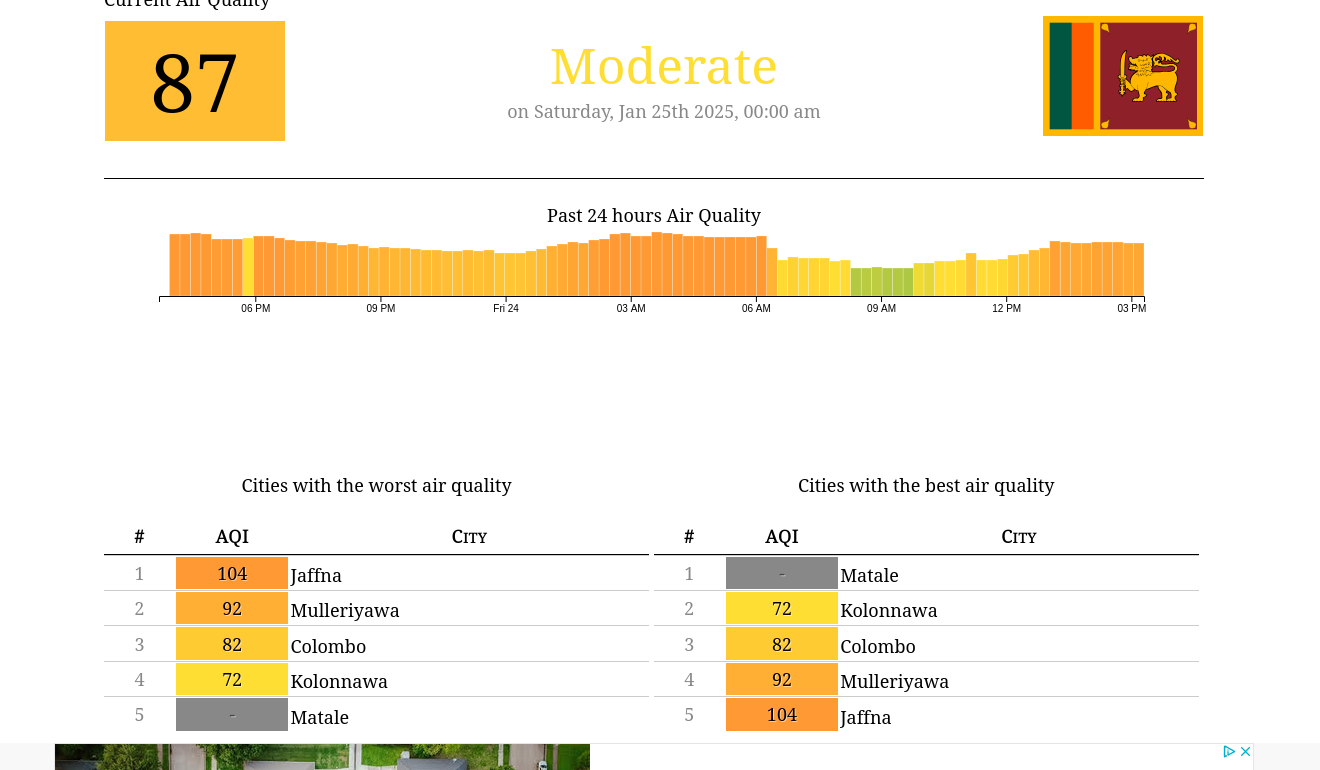 Current Air Quality
87
Moderate
on Saturday, Jan 25th 2025, 00:00 am
Past 24 hours Air Quality
06 PM 09 PM Fri 24 03 AM 06 AM 09 AM 12 PM 03 PM
Cities with the worst air quality
# AQI City
1 104 Jaffna
2 92 Mulleriyawa
3 82 Colombo
4 72 Kolonnawa
5 - Matale
Cities with the best air quality
# AQI City
1 - Matale
2 72 Kolonnawa
3 82 Colombo
4 92 Mulleriyawa
5 104 Jaffna